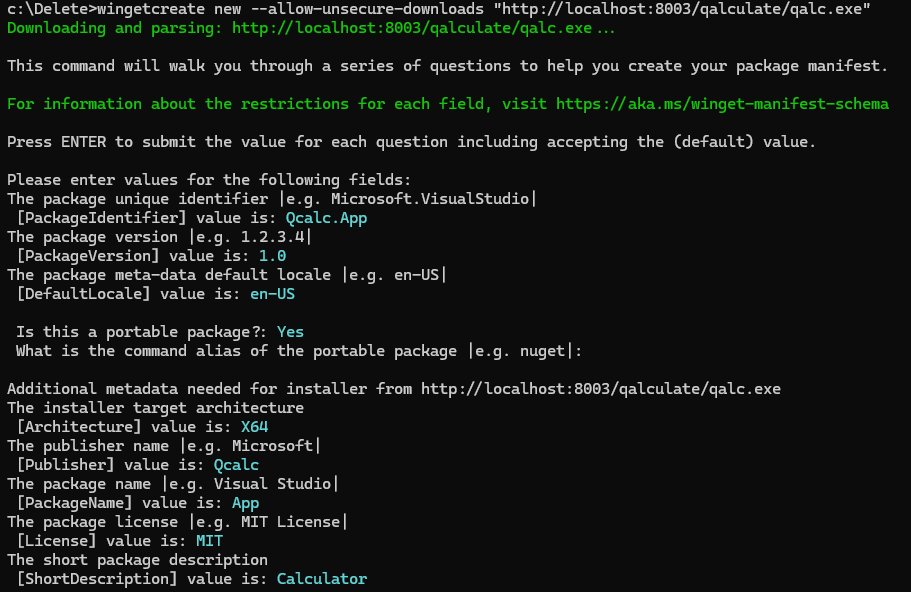 c:\Delete>wingetcreate new --allow-unsecure-downloads "http://localhost:8003/qalculate/qalc.exe"
Downloading and parsing: http://localhost:8003/qalculate/qalc.exe...
This command will walk you through a series of questions to help you create your package manifest.
For information about the restrictions for each field, visit https://aka.ms/winget-manifest-schema
Press ENTER to submit the value for each question including accepting the (default) value.
Please enter values for the following fields:
The package unique identifier |e.g. Microsoft.VisualStudio|
[PackageIdentifier] value is: Qcalc.App
The package version |e.g. 1.2.3.4|
[PackageVersion] value is: 1.0
The package meta-data default locale |e.g. en-US|
[DefaultLocale] value is: en-US
Is this a portable package?: Yes
What is the command alias of the portable package |e.g. nuget|:
Additional metadata needed for installer from http://localhost:8003/qalculate/qalc.exe
The installer target architecture
[Architecture] value is: X64
The publisher name |e.g. Microsoft|
[Publisher] value is: Qcalc
The package name |e.g. Visual Studio|
[PackageName] value is: App
The package license |e.g. MIT License|
[License] value is: MIT
The short package description
[ShortDescription] value is: Calculator